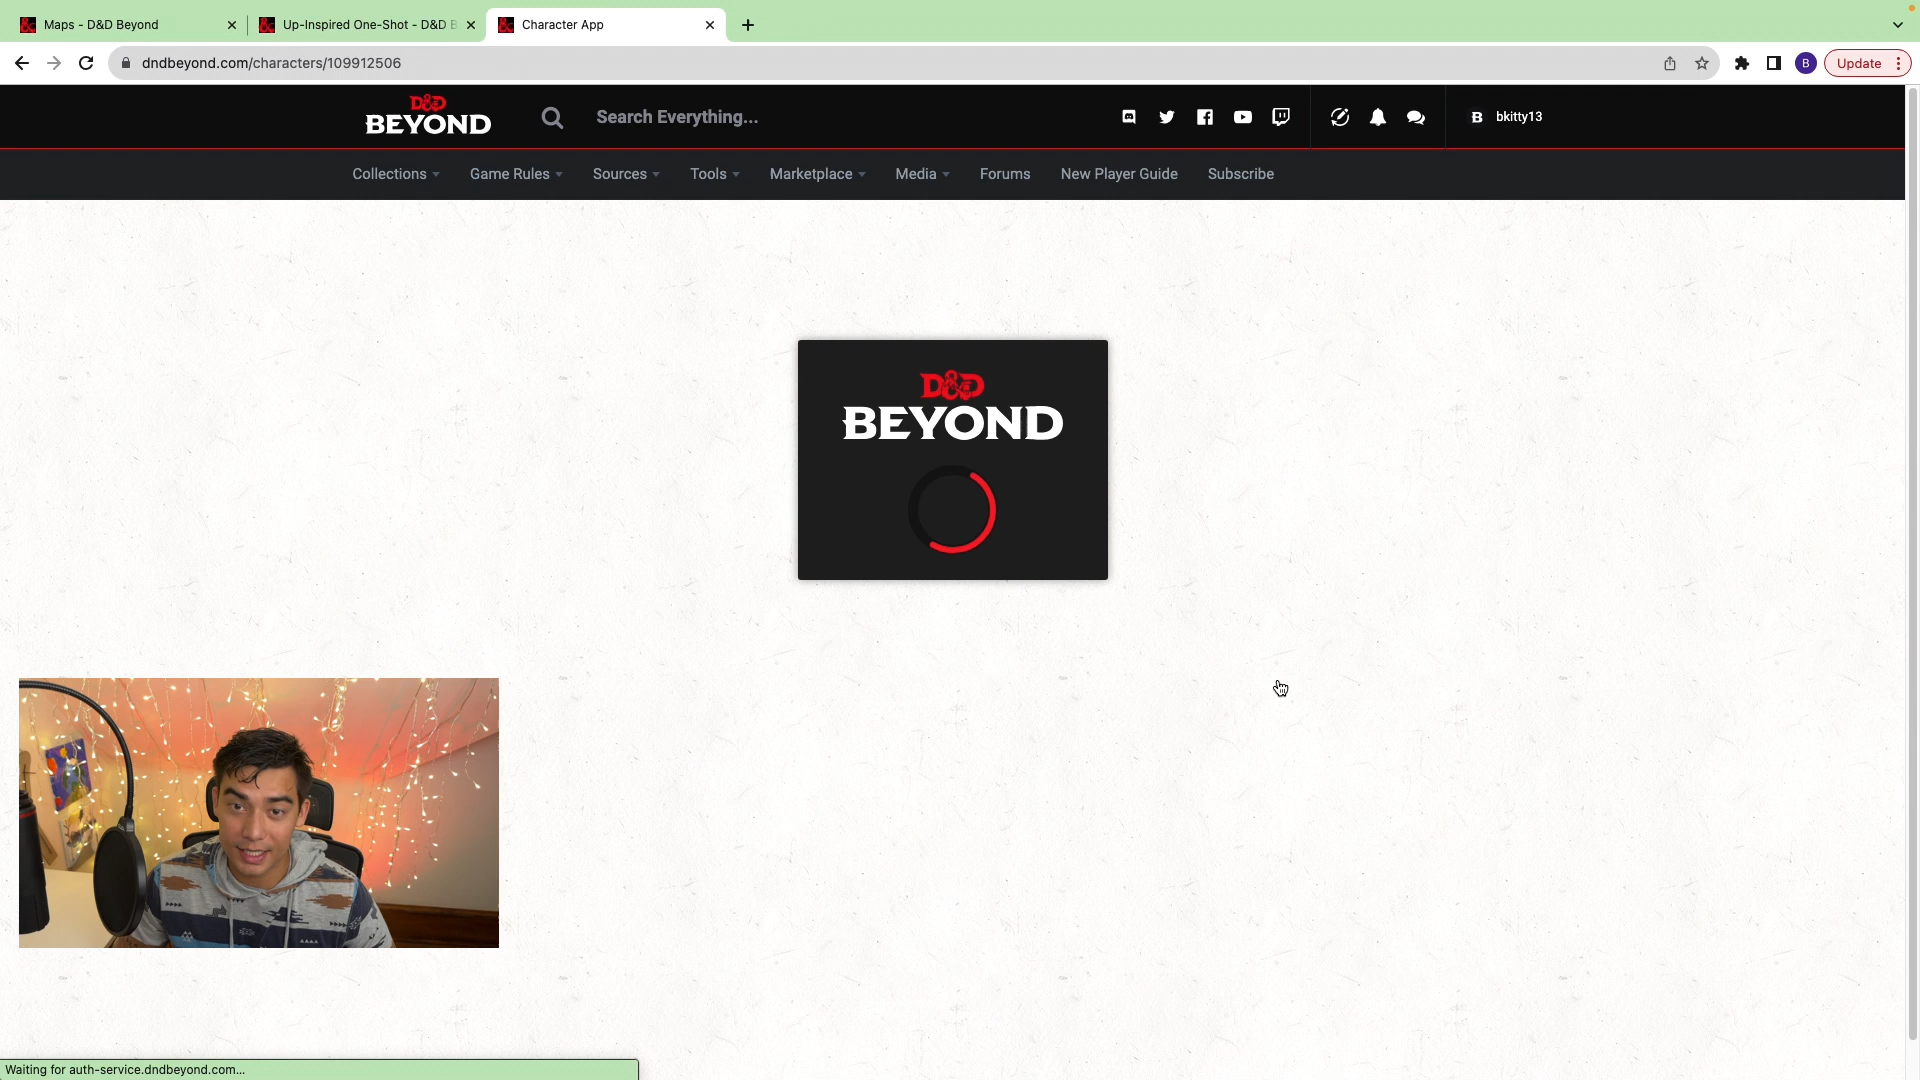 Maps - D&D Beyond
Up-Inspired One-Shot - D&D B
Character App
dndbeyond.com/characters/109912506
B
Update
D&D
BEYOND
Search Everything...
B bkitty13
Collections
Game Rules
Sources
Tools
Marketplace
Media
Forums
New Player Guide
Subscribe
D&D
BEYOND
Waiting for auth-service.dndbeyond.com...